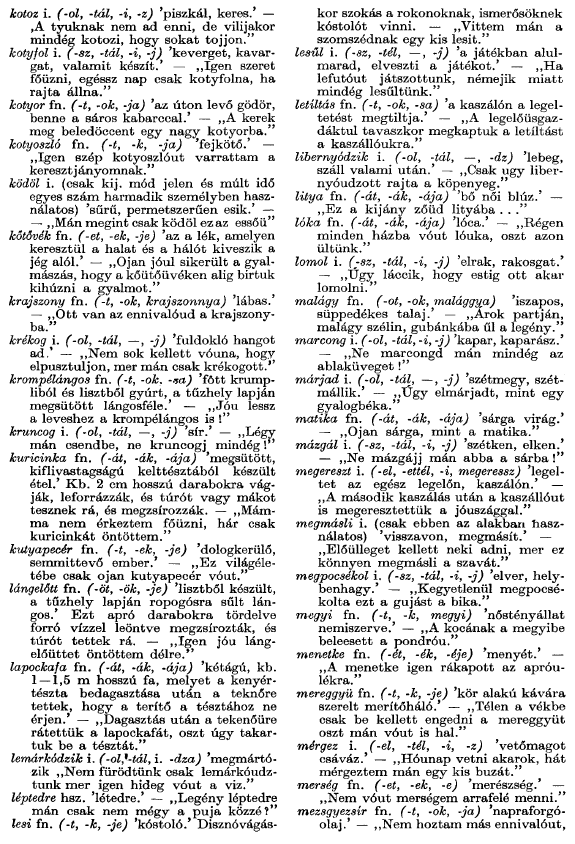 kotoz i. (-ol, -tál, -i, -z) 'piszkál, keres.' —
„A tyuknak nem ad enni, de vilijakor
mindég kotozi, hogy sokat tojjon.”
kotyfol i. (-sz, -tál, -i, -j) 'keverget, kavar-
gat, valamit készít.' — „Igen szeret
főüzni, egéssz nap csak kotyfolna, ha
rajta állna.”
kotyor fn. (-t, -ok, -ja) 'az úton levő gödör,
benne a sáros kabarccal.' — „A kerek
meg beledöccent egy nagy kotyorba.”
kotyoszló fn. (-t, -k, -ja) 'fejkötő.' —
„Igen szép kotyoszlóut varrattam a
keresztjányomnak.”
ködöl i. (csak kij. mód jelen és múlt idő
egyes szám harmadik személyben hasz-
nálatos) 'sűrű, permetszerűen esik.' —
— „Mán megint csak ködöl ez az essőü”
kőtővék fn. (-et, -ek, -je) 'az a lék, amelyen
keresztül a halat és a hálót kiveszik a
jég alól.' — „Ojan jóul sikerült a gyal-
mászás, hogy a kőütőüvéken alig birtuk
kihúzni a gyalmot.”
krajszony fn. (-t, -ok, krajszonnya) 'lábas.'
— „Ott van az ennivalóud a krajszony-
ba.”
krékog i. (-ol, -tál, —, -j) 'fuldokló hangot
ad.' — „Nem sok kellett vóuna, hogy
elpusztuljon, mer mán csak krékogott.”
krompélángos fn. (-t, -ok. -sa) 'főtt krump-
liból és lisztből gyúrt, a tűzhely lapján
megsütött lángosféle.' — „Jóu lessz
a leveshez a krompélángos is!”
kruncog i. (-ol, -tál, —, -j) 'sír.' — „Légy
mán csendbe, ne kruncogj mindég!”
kuricinka fn. (-át, -ák, -ája) 'megsütött,
kiflivastagságú kelttésztából készült
étel.' Kb. 2 cm hosszú darabokra vág-
ják, leforrázzák, és túrót vagy mákot
tesznek rá, és megzsírozzák. — „Mám-
ma nem érkeztem főüzni, hár csak
kuricinkát öntöttem.”
kutyapecér fn. (-t, -ek, -je) 'dologkerülő,
semmittevő ember.' — „Ez világéle-
tébe csak ojan kutyapecér vóut.”
lángelőtt fn. (-öt, -ök, -je) 'lisztből készült,
a tűzhely lapján ropogósra sűlt lán-
gos.' Ezt apró darabokra tördelve
forró vízzel leöntve megzsírozták, és
túrót tettek rá. — „Igen jóu láng-
előüttet öntöttem délre.”
lapockafa fn. (-át, -ák, -ája) 'kétágú, kb.
1—1,5 m hosszú fa, melyet a kenyér-
tészta bedagasztása után a teknőre
tettek, hogy a terítő a tésztához ne
érjen.' — „Dagasztás után a tekenőüre
rátettük a lapockafát, oszt úgy takar-
tuk be a tésztát.”
lemárkódzik i. (-ol, -tál, i. -dza) 'megmártó-
zik „Nem fürödtünk csak lemárkóudz-
tunk mer igen hideg vóut a viz.”
léptedre hsz. 'létedre.' — „Legény léptedre
mán csak nem mégy a puja közzé?”
lesi fn. (-t, -k, -je) 'kóstoló.' Disznóvágás-
kor szokás a rokonoknak, ismerősöknek
kóstolót vinni. — „Vittem mán a
szomszédnak egy kis lesit.”
lesűl i. (-sz, -tél, —, -j) 'a játékban alul-
marad, elveszti a játékot.' — „Ha
lefutóut játszottunk, némejik miatt
mindég lesűltünk.”
letiltás fn. (-t, -ok, -sa) 'a kaszálón a legel-
tetést megtiltja.' — „A legelőüsgaz-
dáktul tavaszkor megkaptuk a letíltást
a kaszállóukra.”
libernyódzik i. (-ol, -tál, —, -dz) 'lebeg,
száll valami után.' — „Csak ugy liber-
nyóudzott rajta a köpenyeg.”
litya fn. (-át, -ák, -ája) 'bő női blúz.' —
„Ez a kijány zőüd lityába . . .”
lóka fn. (-át, -ák, -ája) 'lóca.' — „Régen
minden házba vóut lóuka, oszt azon
ültünk.”
lomol i. (-sz, -tál, -i, -j) 'elrak, rakosgat.'
— „Úgy láccik, hogy estig ott akar
lomolni.”
malágy fn. (-ot, -ok, malággya) 'iszapos,
süppedékes talaj.' — „Árok partján,
malágy szélin, gubánkába űl a legény.”
marcong i. (-ol, -tál, -i, -j) 'kapar, kaparász.'
— „Ne marcongd mán mindég az
ablaküveget!”
márjad i. (-ol, -tál, —, -j) 'szétmegy, szét-
mállik.' — „Úgy elmárjadt, mint egy
gyalogbéka.”
matika fn. (-át, -ák, -ája) 'sárga virág.'
— „Ojan sárga, mint a matika.”
mázgál i. (-sz, -tál, -i, -j) 'szétken, elken.'
— „Ne mázgájj mán abba a sárba!”
megereszt i. (-el, -ettél, -i, megeressz) 'legel-
tet az egész legelőn, kaszálón.' —
„A második kaszálás után a kaszállóut
is megeresztettük a jóuszággal.”
megmásli i. (csak ebben az alakban hasz-
nálatos) 'visszavon, megmásít.' —
„Előülleget kellett neki adni, mer ez
könnyen megmásli a szavát.”
megpocsékol i. (-sz, -tál, -i, -j) 'elver, hely-
benhagy.' — „Kegyetlenül megpocsé-
kolta ezt a gujást a bika.”
megyi fn. (-t, -k, megyi) 'nőstényállat
nemiszerve.' — „A kocának a megyibe
beleesett a pondróu.”
menetke fn. (-ét, -ék, -éje) 'menyét.' —
„A menetke igen rákapott az apróu-
lékra.”
mereggyü fn. (-t, -k, -je) 'kör alakú kávára
szerelt merítőháló.' — „Télen a vékbe
csak be kellett engedni a mereggyüt
oszt mán vóut is hal.”
mérgez i. (-el, -tél, -i, -z) 'vetőmagot
csáváz.' — „Hóunap vetni akarok, hát
mérgeztem mán egy kis buzát.”
merség fn. (-et, -ek, -e) 'merészség.' —
„Nem vóut merségem arrafelé menni.”
mezsgyezsír fn. (-t, -ok, -ja) 'napraforgó-
olaj.' — „Nem hoztam más ennivalóut,